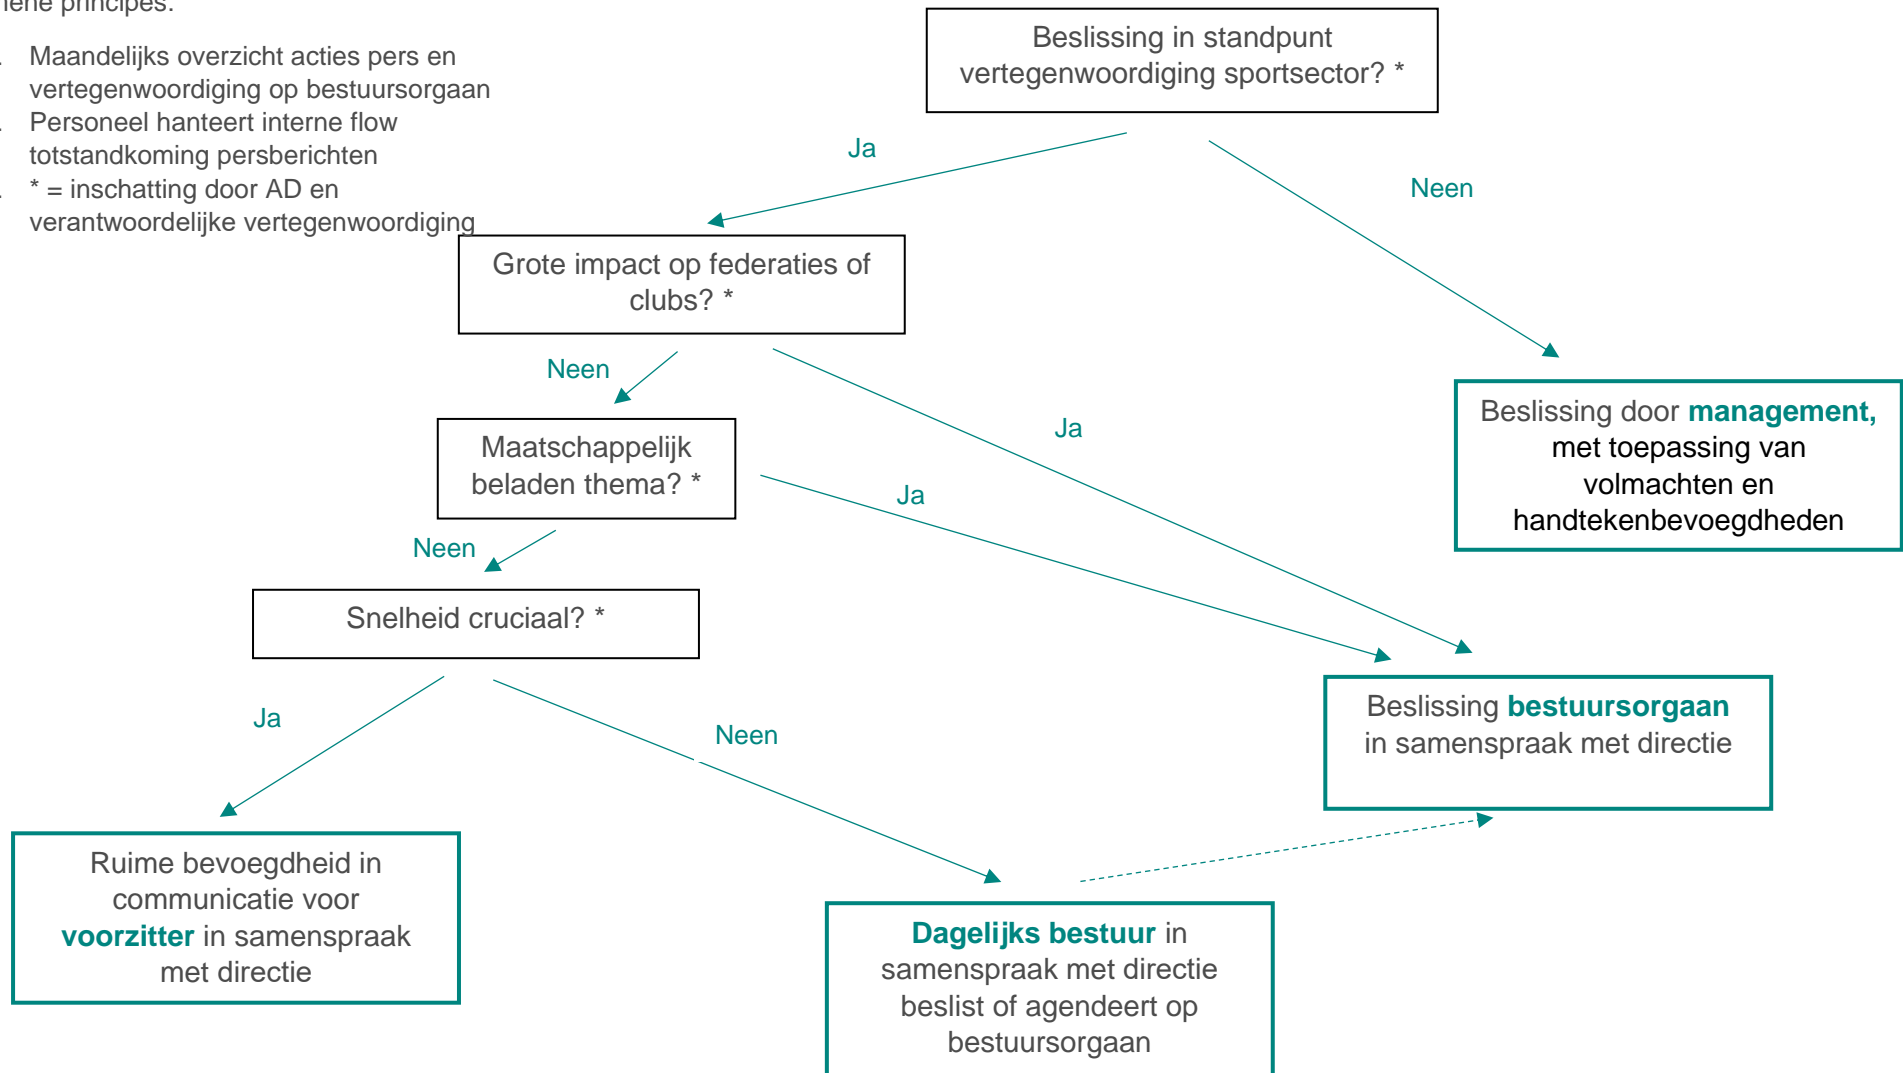 principes:
. Maandelijks overzicht acties pers en
vertegenwoordiging op bestuursorgaan
. Personeel hanteert interne flow
totstandkoming persberichten
. * = inschatting door AD en
verantwoordelijke vertegenwoordiging
Beslissing in standpunt
vertegenwoordiging sportsector? *
Ja
Neen
Grote impact op federaties of
clubs? *
Neen
Ja
Maatschappelijk
beladen thema? *
Ja
Neen
Beslissing door management,
met toepassing van
volmachten en
handtekenbevoegdheden
Snelheid cruciaal? *
Ja
Neen
Beslissing bestuursorgaan
in samenspraak met directie
Ruime bevoegdheid in
communicatie voor
voorzitter in samenspraak
met directie
Dagelijks bestuur in
samenspraak met directie
beslist of agendeert op
bestuursorgaan